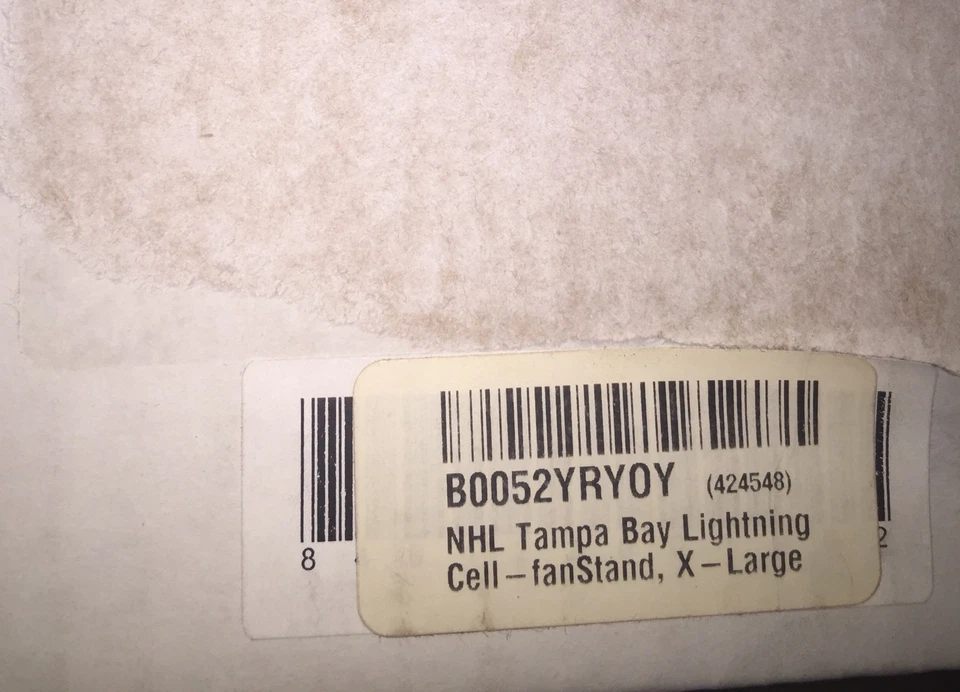 B0052YRYOY (424548)
NHL Tampa Bay Lightning
Cell-fanStand, X-Large
8 2